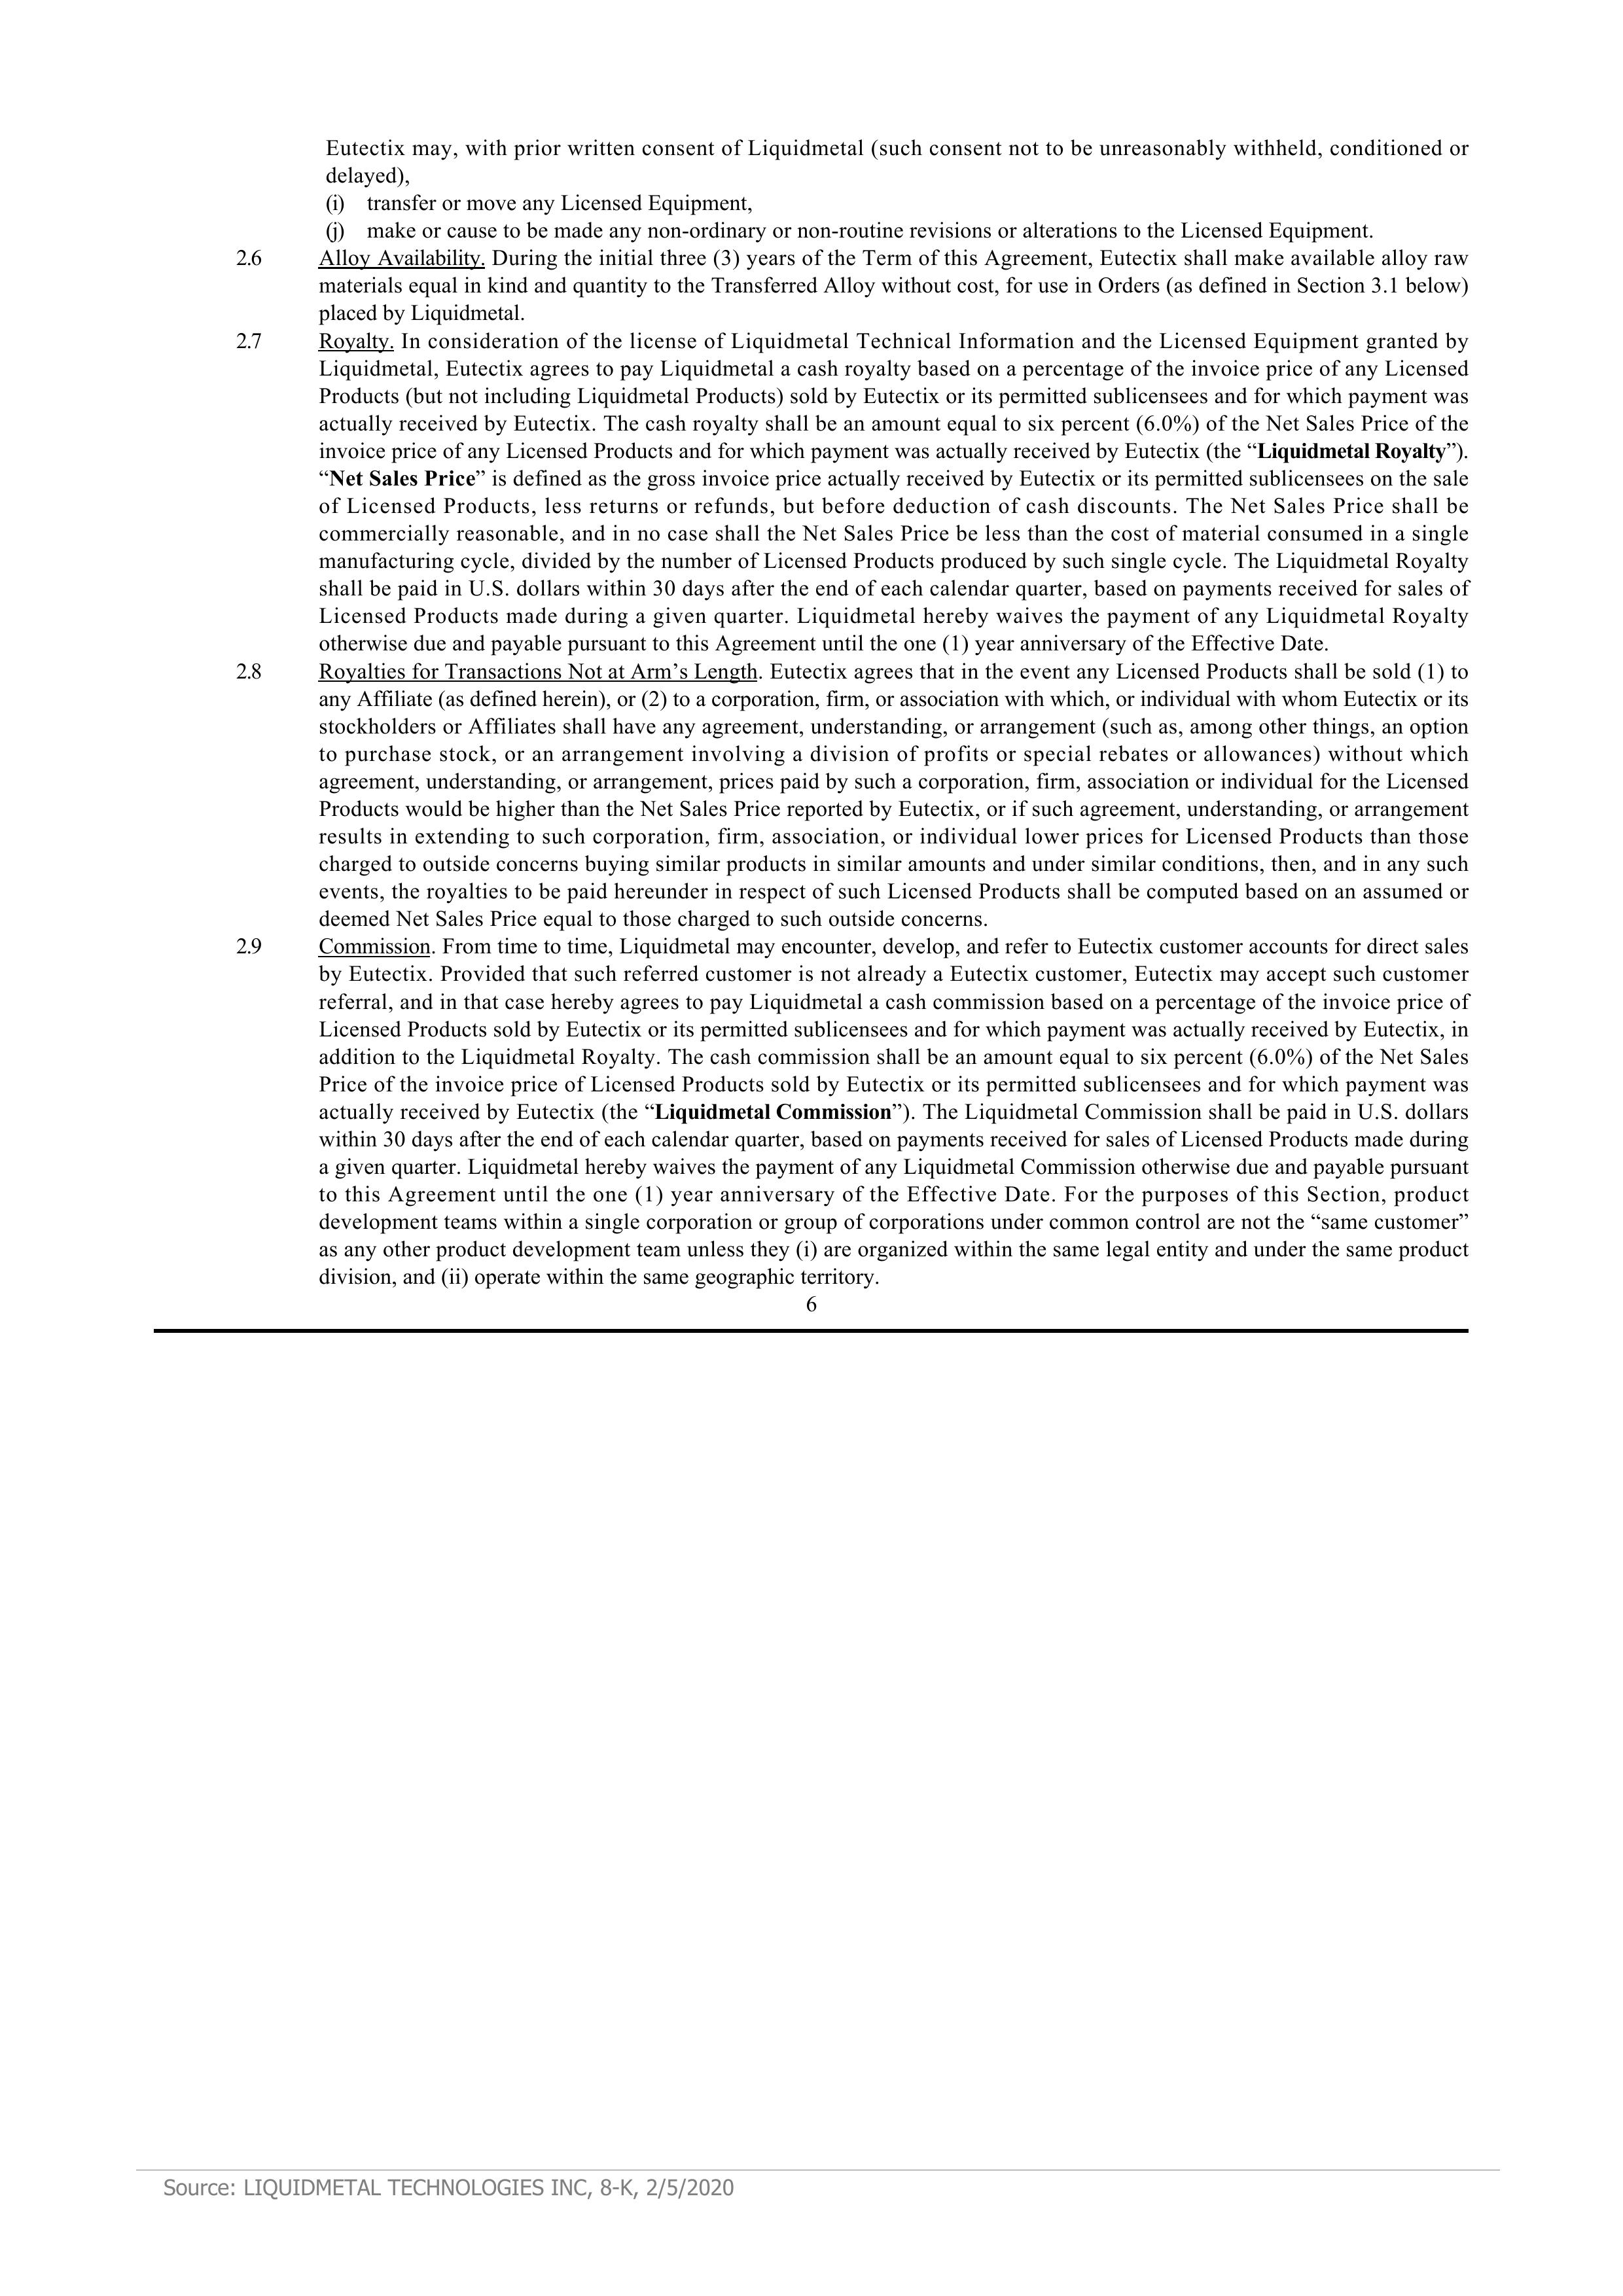 Eutectix may, with prior written consent of Liquidmetal (such consent not to be unreasonably withheld, conditioned or
delayed),
(i) transfer or move any Licensed Equipment,
(j) make or cause to be made any non-ordinary or non-routine revisions or alterations to the Licensed Equipment.
2.6 Alloy Availability. During the initial three (3) years of the Term of this Agreement, Eutectix shall make available alloy raw
materials equal in kind and quantity to the Transferred Alloy without cost, for use in Orders (as defined in Section 3.1 below)
placed by Liquidmetal.
2.7 Royalty. In consideration of the license of Liquidmetal Technical Information and the Licensed Equipment granted by
Liquidmetal, Eutectix agrees to pay Liquidmetal a cash royalty based on a percentage of the invoice price of any Licensed
Products (but not including Liquidmetal Products) sold by Eutectix or its permitted sublicensees and for which payment was
actually received by Eutectix. The cash royalty shall be an amount equal to six percent (6.0%) of the Net Sales Price of the
invoice price of any Licensed Products and for which payment was actually received by Eutectix (the “Liquidmetal Royalty”).
“Net Sales Price” is defined as the gross invoice price actually received by Eutectix or its permitted sublicensees on the sale
of Licensed Products, less returns or refunds, but before deduction of cash discounts. The Net Sales Price shall be
commercially reasonable, and in no case shall the Net Sales Price be less than the cost of material consumed in a single
manufacturing cycle, divided by the number of Licensed Products produced by such single cycle. The Liquidmetal Royalty
shall be paid in U.S. dollars within 30 days after the end of each calendar quarter, based on payments received for sales of
Licensed Products made during a given quarter. Liquidmetal hereby waives the payment of any Liquidmetal Royalty
otherwise due and payable pursuant to this Agreement until the one (1) year anniversary of the Effective Date.
2.8 Royalties for Transactions Not at Arm’s Length. Eutectix agrees that in the event any Licensed Products shall be sold (1) to
any Affiliate (as defined herein), or (2) to a corporation, firm, or association with which, or individual with whom Eutectix or its
stockholders or Affiliates shall have any agreement, understanding, or arrangement (such as, among other things, an option
to purchase stock, or an arrangement involving a division of profits or special rebates or allowances) without which
agreement, understanding, or arrangement, prices paid by such a corporation, firm, association or individual for the Licensed
Products would be higher than the Net Sales Price reported by Eutectix, or if such agreement, understanding, or arrangement
results in extending to such corporation, firm, association, or individual lower prices for Licensed Products than those
charged to outside concerns buying similar products in similar amounts and under similar conditions, then, and in any such
events, the royalties to be paid hereunder in respect of such Licensed Products shall be computed based on an assumed or
deemed Net Sales Price equal to those charged to such outside concerns.
2.9 Commission. From time to time, Liquidmetal may encounter, develop, and refer to Eutectix customer accounts for direct sales
by Eutectix. Provided that such referred customer is not already a Eutectix customer, Eutectix may accept such customer
referral, and in that case hereby agrees to pay Liquidmetal a cash commission based on a percentage of the invoice price of
Licensed Products sold by Eutectix or its permitted sublicensees and for which payment was actually received by Eutectix, in
addition to the Liquidmetal Royalty. The cash commission shall be an amount equal to six percent (6.0%) of the Net Sales
Price of the invoice price of Licensed Products sold by Eutectix or its permitted sublicensees and for which payment was
actually received by Eutectix (the “Liquidmetal Commission”). The Liquidmetal Commission shall be paid in U.S. dollars
within 30 days after the end of each calendar quarter, based on payments received for sales of Licensed Products made during
a given quarter. Liquidmetal hereby waives the payment of any Liquidmetal Commission otherwise due and payable pursuant
to this Agreement until the one (1) year anniversary of the Effective Date. For the purposes of this Section, product
development teams within a single corporation or group of corporations under common control are not the “same customer”
as any other product development team unless they (i) are organized within the same legal entity and under the same product
division, and (ii) operate within the same geographic territory.
6
Source: LIQUIDMETAL TECHNOLOGIES INC, 8-K, 2/5/2020